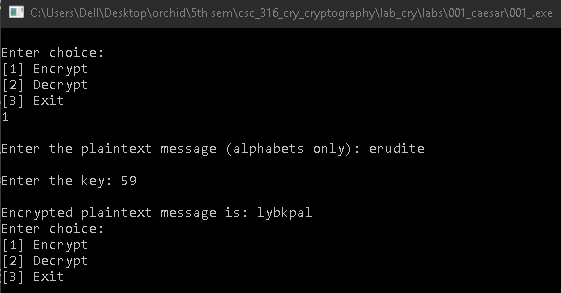 C:\Users\Dell\Desktop\orchid\5th sem\csc_316_cry_cryptography\lab_cry\labs\001_caesar\001_.exe
Enter choice:
[1] Encrypt
[2] Decrypt
[3] Exit
1
Enter the plaintext message (alphabets only): erudite
Enter the key: 59
Encrypted plaintext message is: lybkpal
Enter choice:
[1] Encrypt
[2] Decrypt
[3] Exit